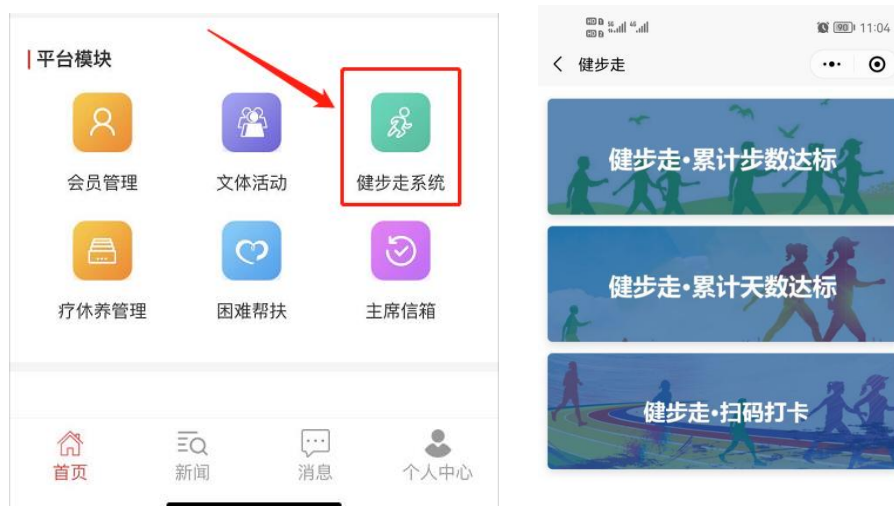 平台模块
会员管理
文体活动
健步走系统
疗休养管理
困难帮扶
主席信箱
首页
新闻
消息
个人中心
90 11:04
健步走
健步走·累计步数达标
健步走·累计天数达标
健步走·扫码打卡